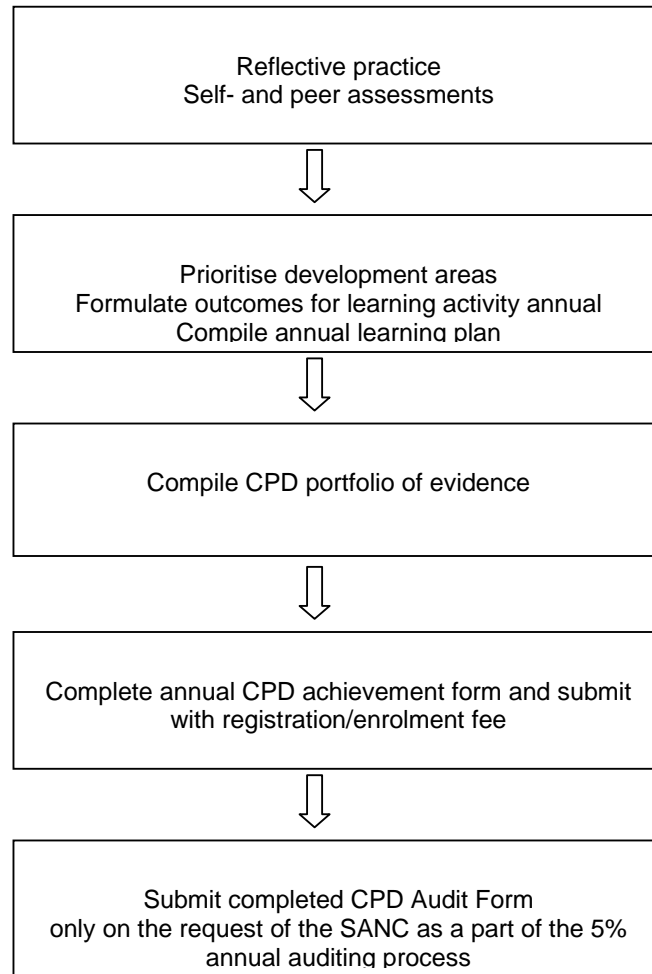 Reflective practice
Self- and peer assessments
Prioritise development areas
Formulate outcomes for learning activity annual
Compile annual learning plan
Compile CPD portfolio of evidence
Complete annual CPD achievement form and submit
with registration/enrolment fee
Submit completed CPD Audit Form
only on the request of the SANC as a part of the 5%
annual auditing process